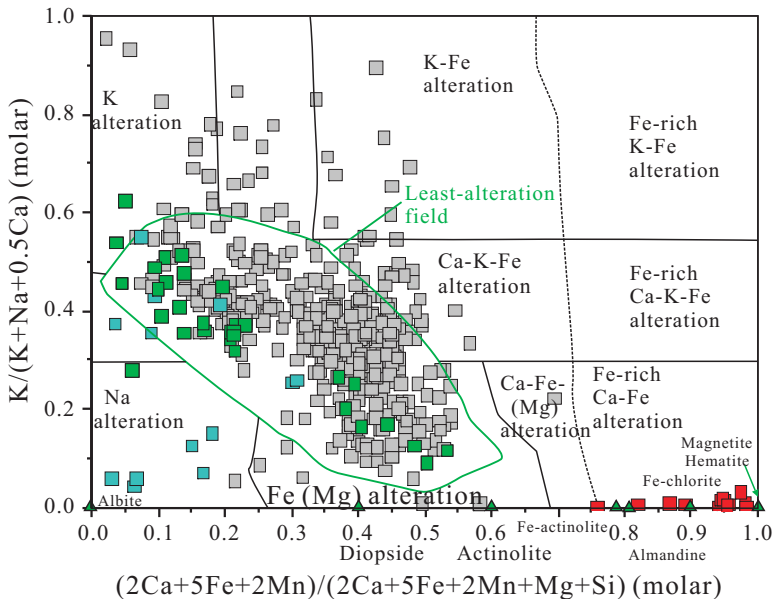 1.0
0.8
0.6
0.4
0.2
0.0
K/(K+Na+0.5Ca) (molar)
K
alteration
K-Fe
alteration
Fe-rich
K-Fe
alteration
Least-alteration
field
Ca-K-Fe
alteration
Fe-rich
Ca-K-Fe
alteration
Na
alteration
Ca-Fe-
(Mg)
alteration
Fe-rich
Ca-Fe
alteration
Magnetite
Hematite
Fe-chlorite
Albite
Fe (Mg) alteration
0.0 0.1 0.2 0.3 0.4 0.5 0.6 0.7 0.8 0.9 1.0
Fe-actinolite
Diopside Actinolite Almandine
(2Ca+5Fe+2Mn)/(2Ca+5Fe+2Mn+Mg+Si) (molar)